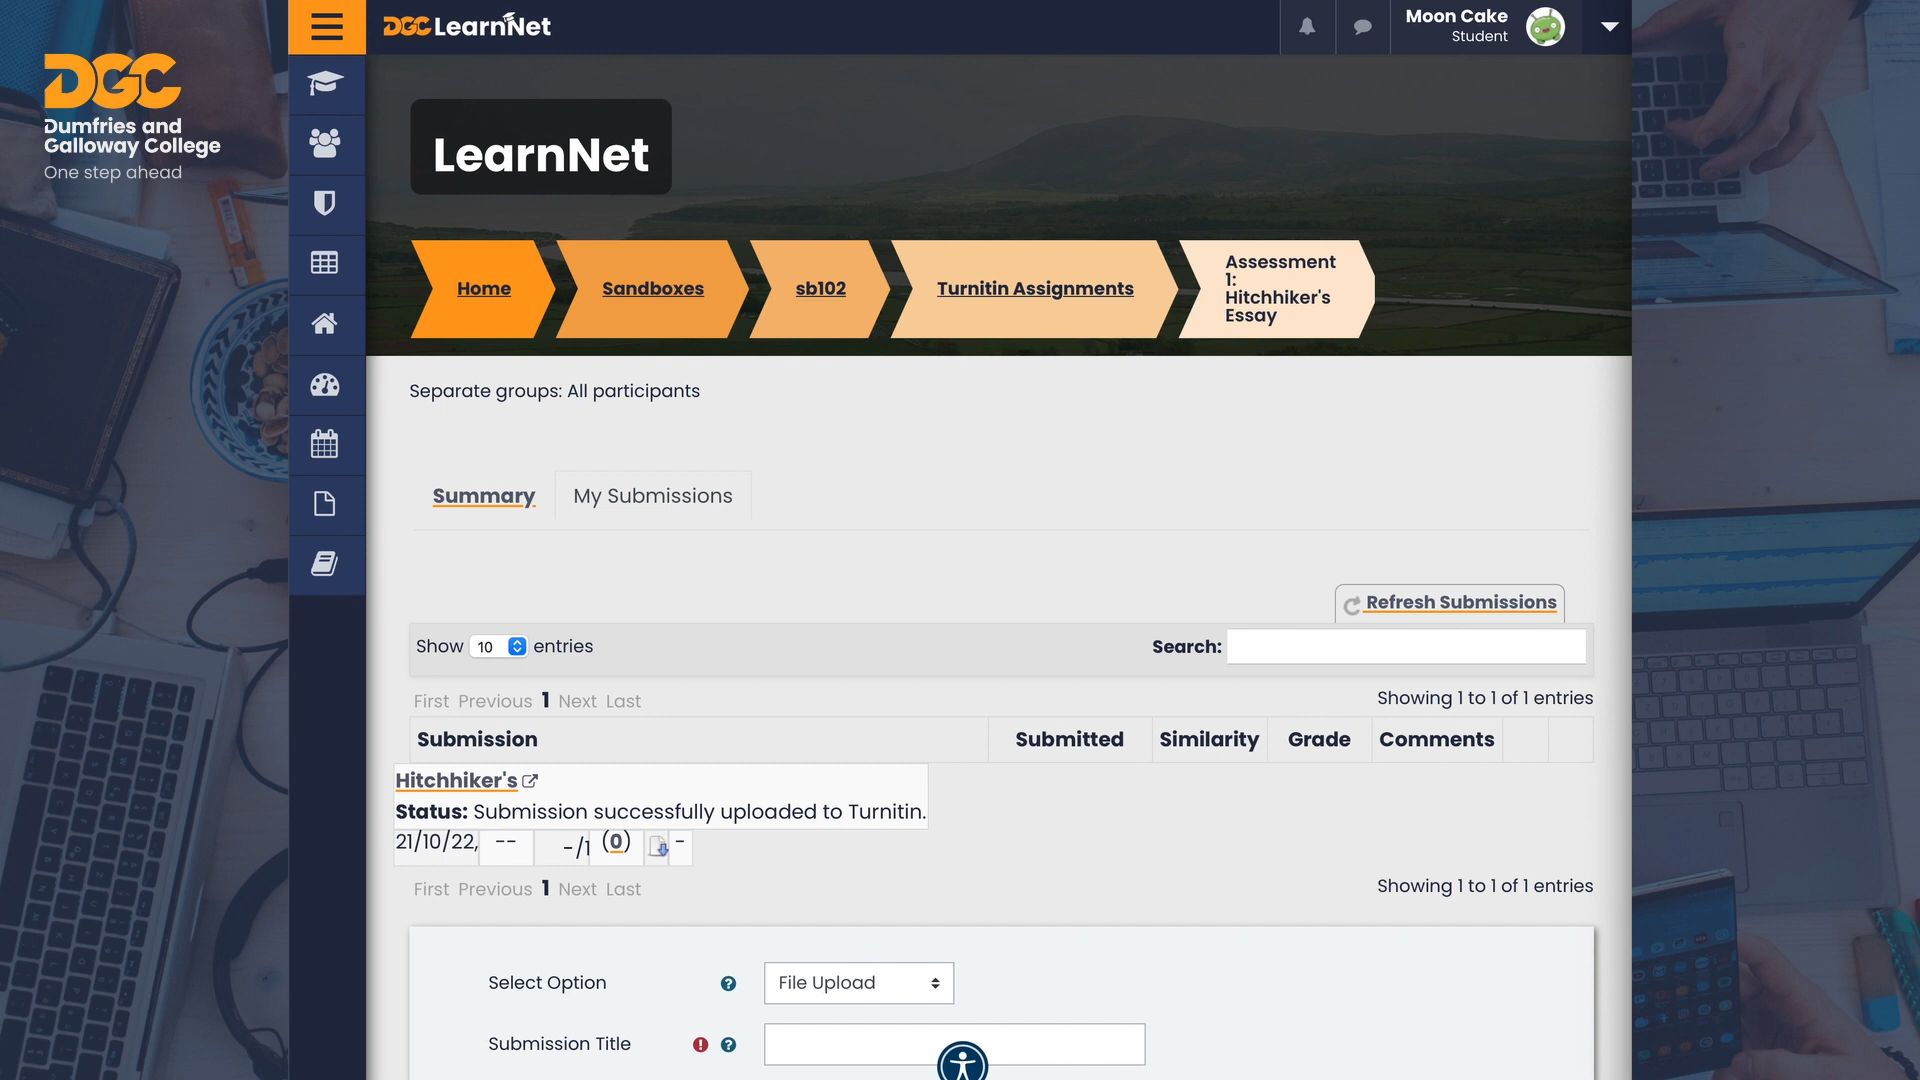 DGC LearnNet
Moon Cake
Student
DGC
Dumfries and
Galloway College
One step ahead
LearnNet
Home
Sandboxes
sb102
Turnitin Assignments
Assessment
1:
Hitchhiker's
Essay
Separate groups: All participants
Summary
My Submissions
Refresh Submissions
Show 10 entries
Search:
First Previous 1 Next Last
Showing 1 to 1 of 1 entries
Submission Submitted Similarity Grade Comments
Hitchhiker's
Status: Submission successfully uploaded to Turnitin.
21/10/22, -- -/1 (0) -
First Previous 1 Next Last
Showing 1 to 1 of 1 entries
Select Option ? File Upload
Submission Title ! ?